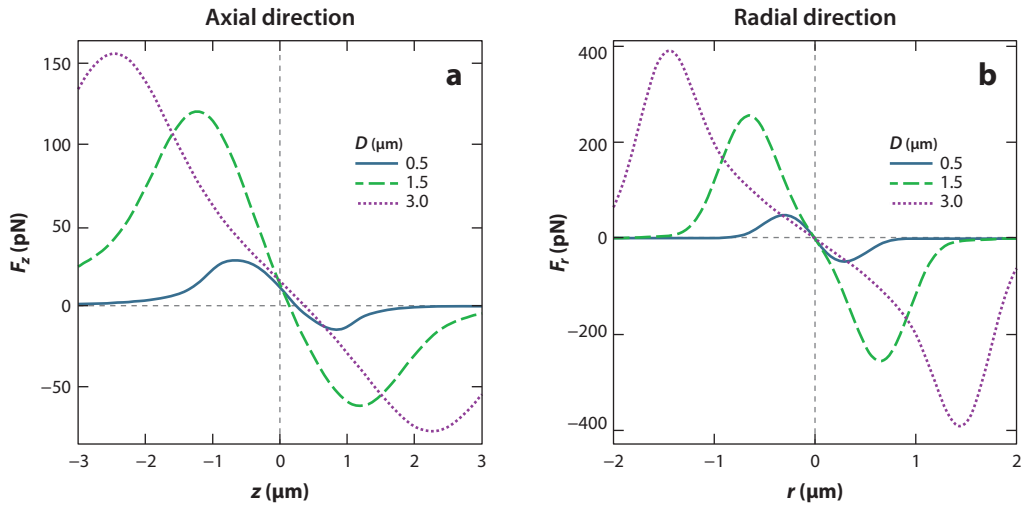 Axial direction
a
150
100
50
0
−50
F_z (pN)
D (µm)
0.5
1.5
3.0
−3
−2
−1
0
1
2
3
z (µm)
Radial direction
b
400
200
0
−200
−400
F_r (pN)
D (µm)
0.5
1.5
3.0
−2
−1
0
1
2
r (µm)